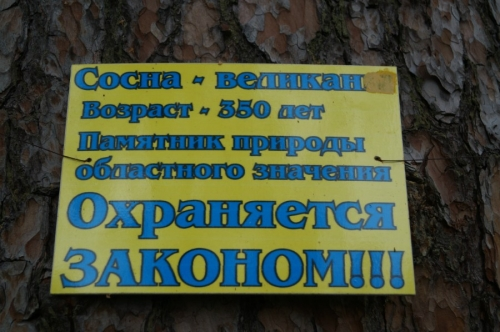 Сосна - великан
Возраст - 350 лет
Памятник природы
областного значения
Охраняется
ЗАКОНОМ!!!